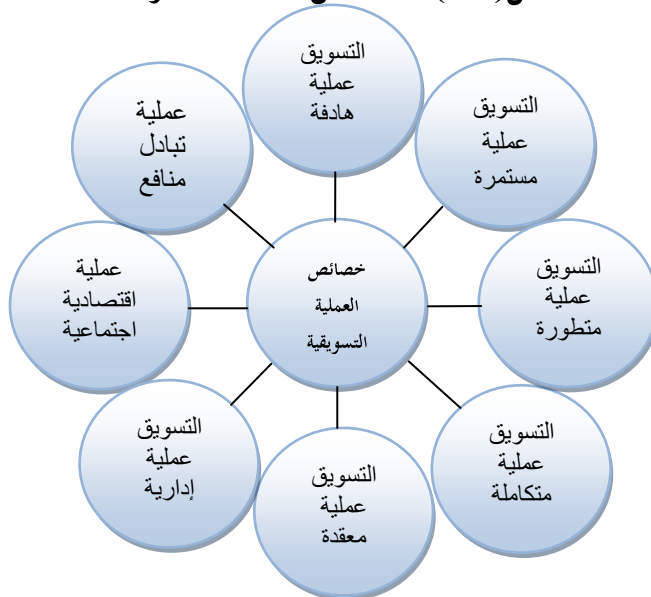 التسويق
عملية
هادفة
التسويق
عملية
مستمرة
التسويق
عملية
متطورة
التسويق
عملية
متكاملة
التسويق
عملية
معقدة
التسويق
عملية
إدارية
عملية
اقتصادية
اجتماعية
عملية
تبادل
منافع
خصائص
العملية
التسويقية